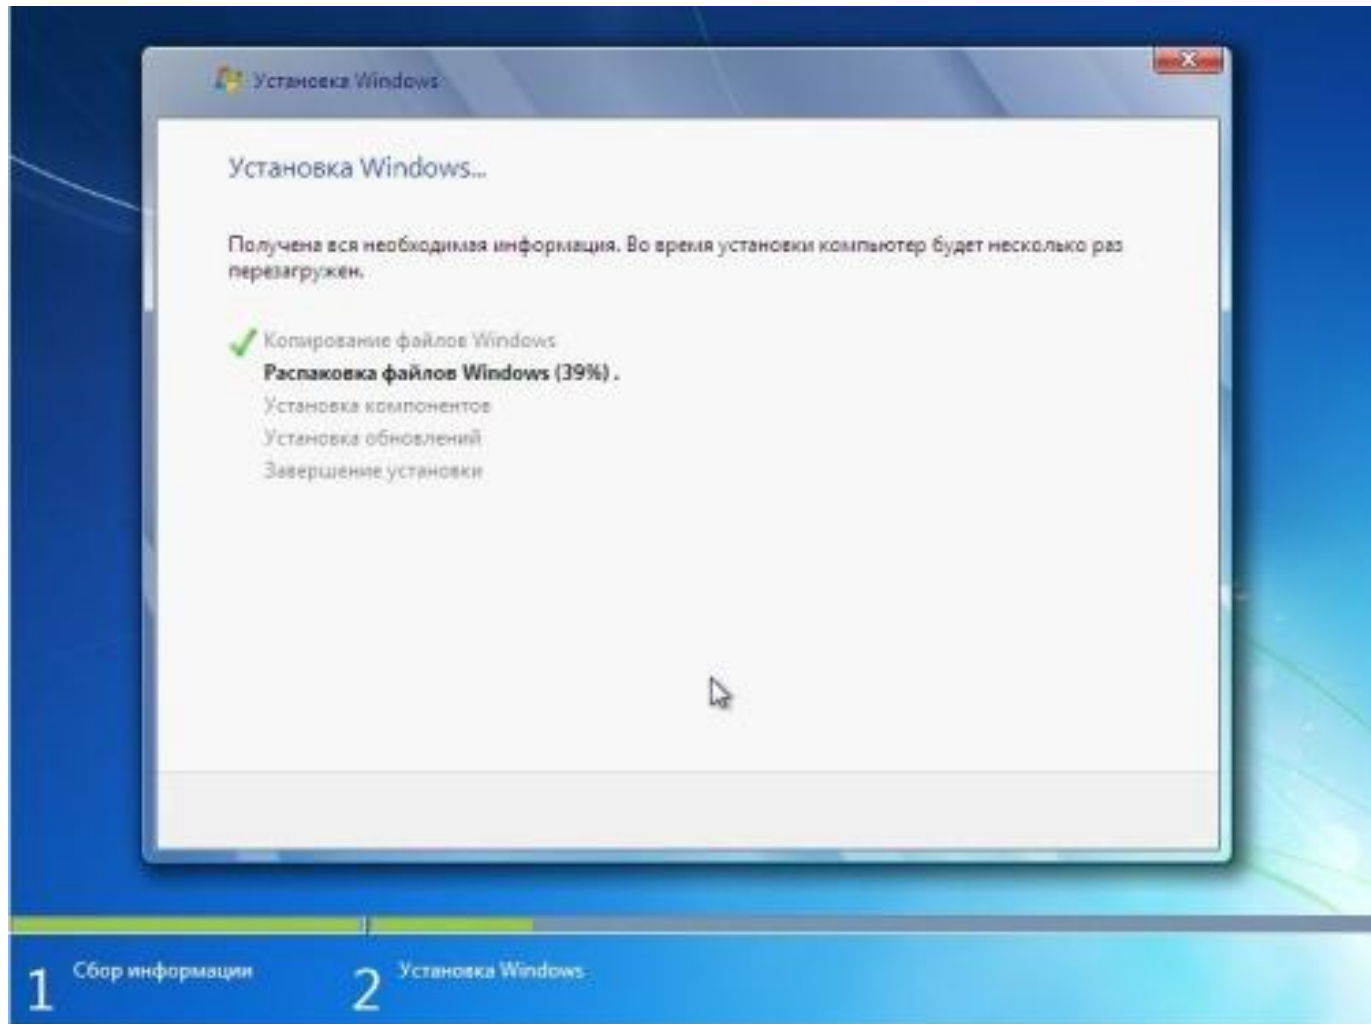 Установка Windows
Установка Windows...
Получена вся необходимая информация. Во время установки компьютер будет несколько раз
перезагружен.
Копирование файлов Windows
Распаковка файлов Windows (39%) .
Установка компонентов
Установка обновлений
Завершение установки
1 Сбор информации
2 Установка Windows